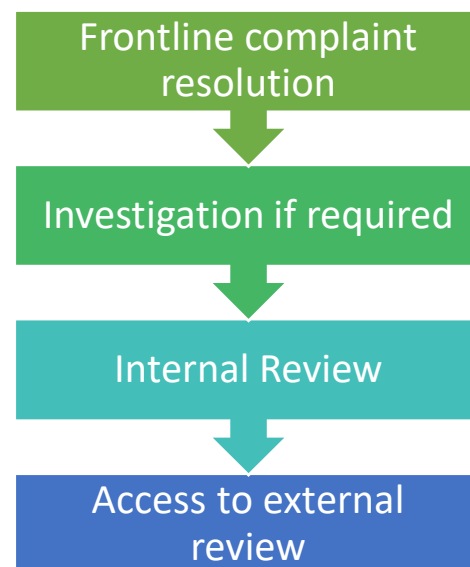 Frontline complaint
resolution
Investigation if required
Internal Review
Access to external
review